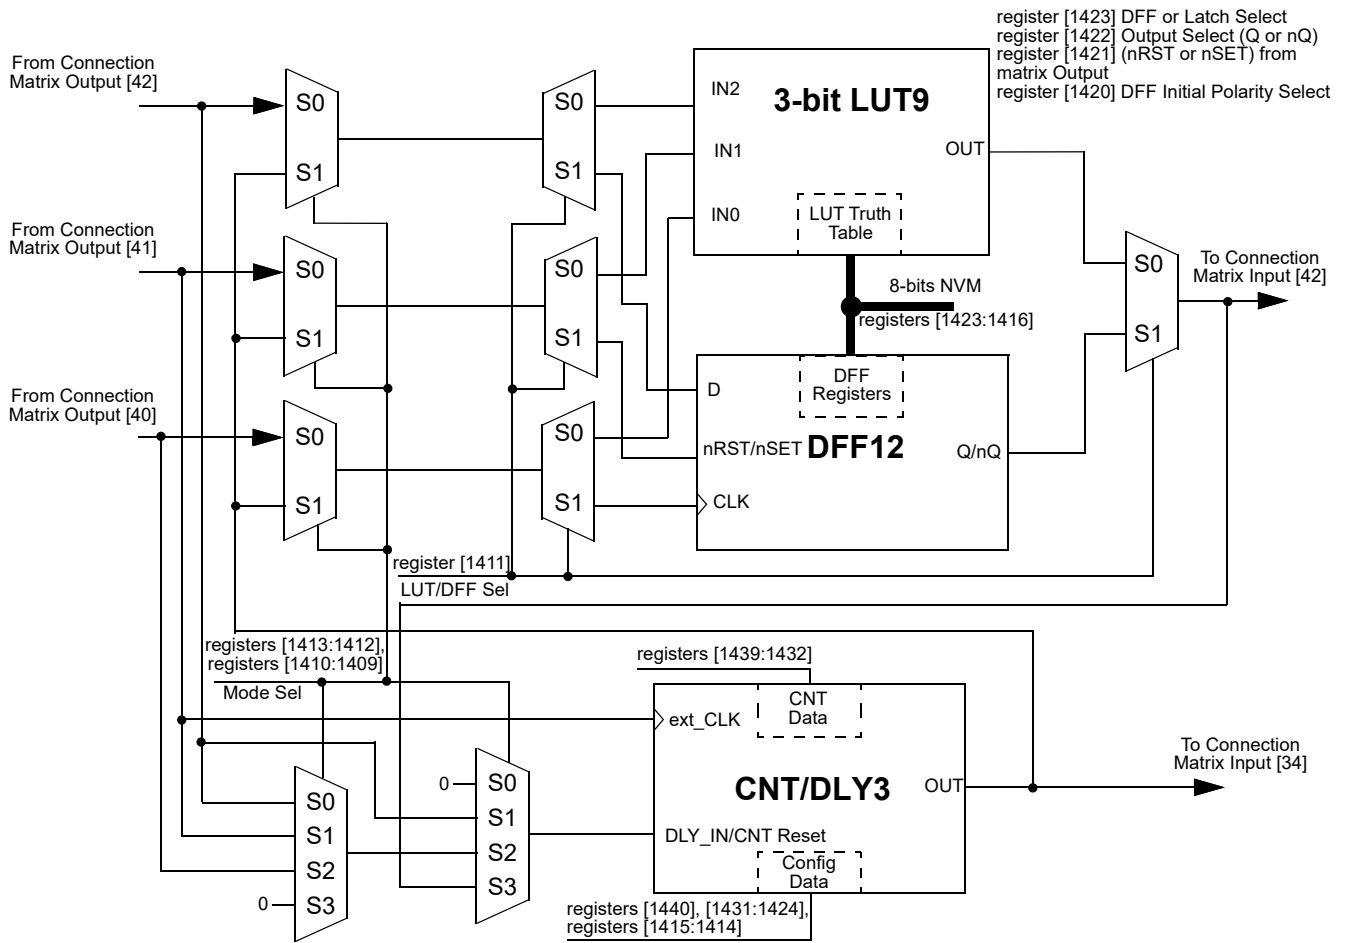 register [1423] DFF or Latch Select
register [1422] Output Select (Q or nQ)
register [1421] (nRST or nSET) from
matrix Output
register [1420] DFF Initial Polarity Select
From Connection
Matrix Output [42]
S0
S1
S0
S1
IN2
3-bit LUT9
IN1
OUT
IN0
LUT Truth
Table
From Connection
Matrix Output [41]
S0
S1
S0
S1
8-bits NVM
registers [1423:1416]
S0
S1
To Connection
Matrix Input [42]
From Connection
Matrix Output [40]
S0
S1
S0
S1
D
DFF
Registers
nRST/nSET
DFF12
Q/nQ
CLK
register [1411]
LUT/DFF Sel
registers [1413:1412],
registers [1410:1409]
Mode Sel
registers [1439:1432]
CNT
Data
ext_CLK
CNT/DLY3
OUT
To Connection
Matrix Input [34]
DLY_IN/CNT Reset
Config
Data
0
S0
S1
S2
S3
S0
S1
S2
0
S3
registers [1440], [1431:1424],
registers [1415:1414]